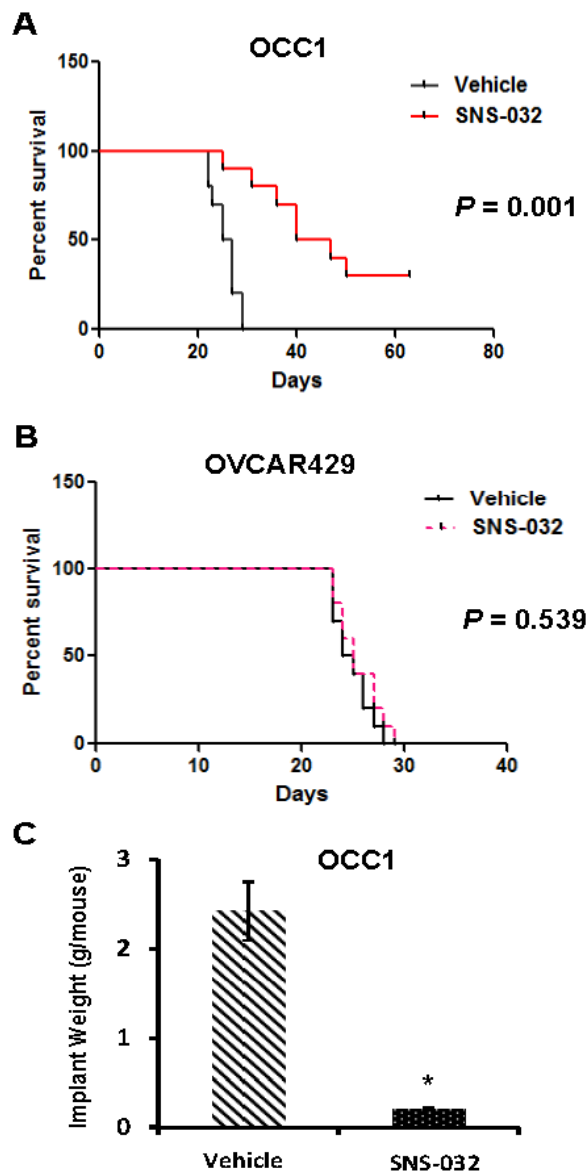 A
OCC1
150
100
50
0
Percent survival
Vehicle
SNS-032
P = 0.001
0 20 40 60 80
Days
B
OVCAR429
150
100
50
0
Percent survival
Vehicle
SNS-032
P = 0.539
0 10 20 30 40
Days
C
OCC1
3
2
1
0
Implant Weight (g/mouse)
*
Vehicle SNS-032